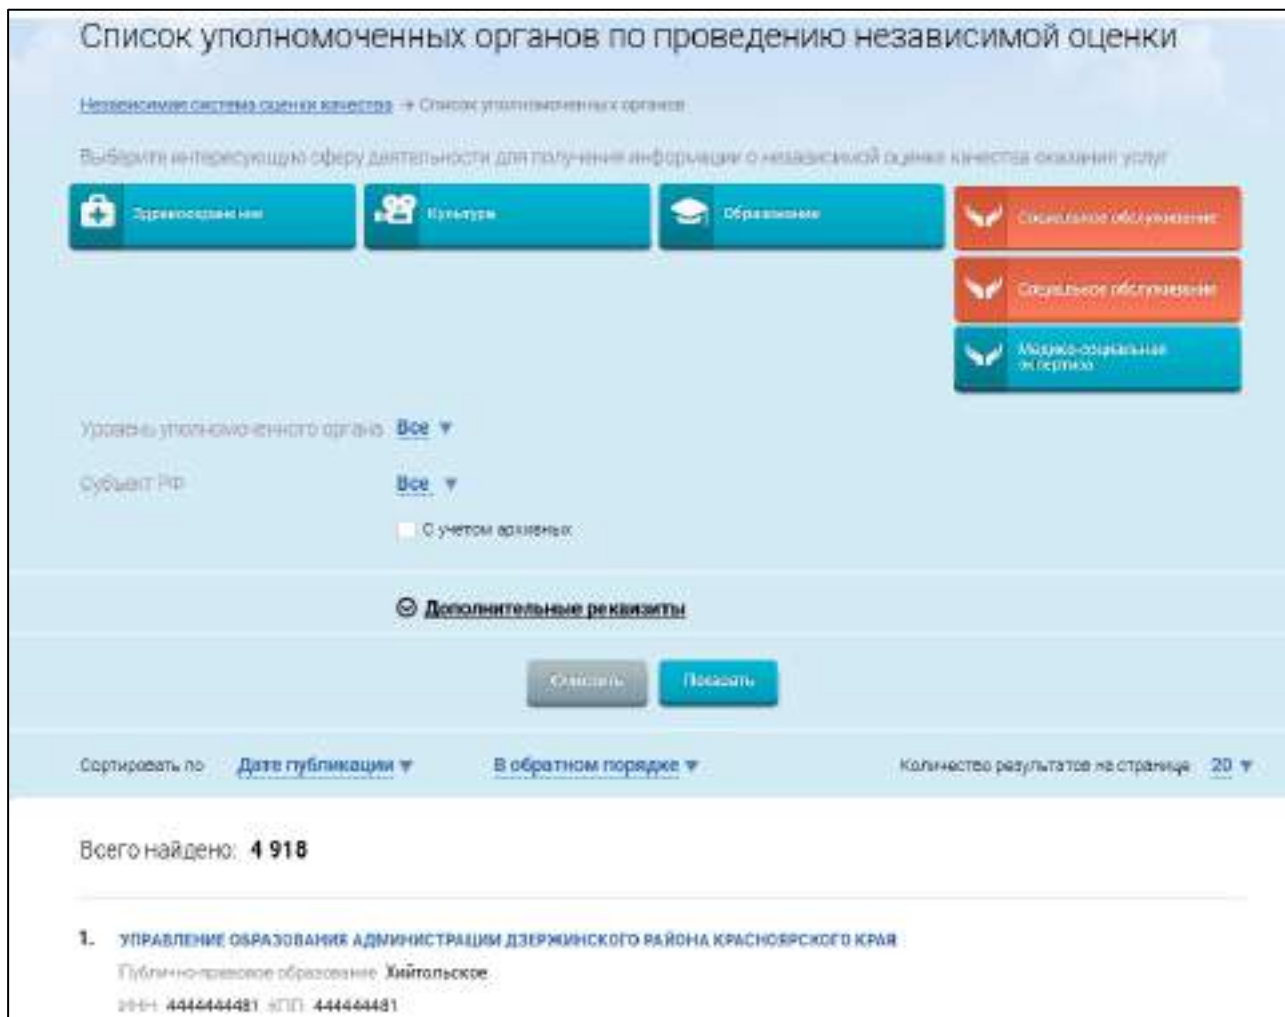 Список уполномоченных органов по проведению независимой оценки
Независимая система оценки качества → Список уполномоченных органов
Выберите интересующую сферу деятельности для получения информации о независимой оценке качества оказания услуг
Здравоохранение Культура Образование Социальное обслуживание
Социальное обслуживание
Медико-социальная
экспертиза
Уровень уполномоченного органа Все
Субъект РФ Все
С учетом архивных
Дополнительные реквизиты
Очистить Показать
Сортировать по Дате публикации В обратном порядке Количество результатов на странице 20
Всего найдено: 4 918
1. УПРАВЛЕНИЕ ОБРАЗОВАНИЯ АДМИНИСТРАЦИИ ДЗЕРЖИНСКОГО РАЙОНА КРАСНОЯРСКОГО КРАЯ
Публично-правовое образование Хийтольское
ИНН 4444444481 КПП 444444481